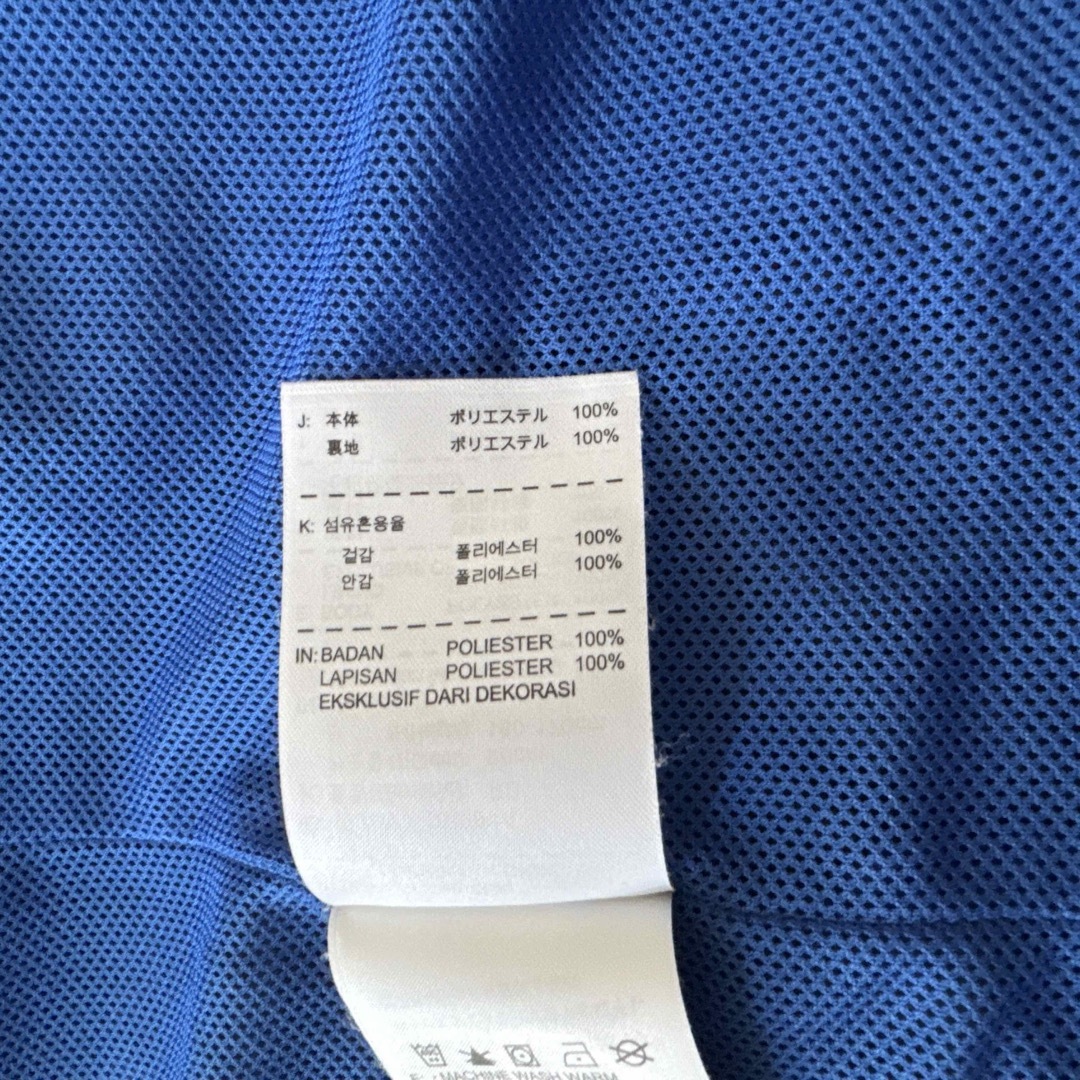 J: 本体 ポリエステル 100%
裏地 ポリエステル 100%
K: 섬유혼용율
겉감 폴리에스터 100%
안감 폴리에스터 100%
IN: BADAN POLIESTER 100%
LAPISAN POLIESTER 100%
EKSKLUSIF DARI DEKORASI
MACHINE WASH WARM